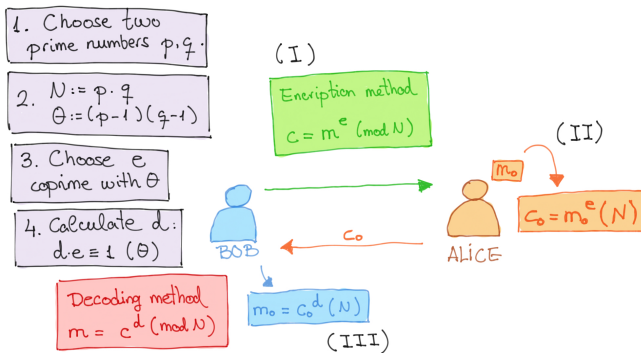 1. Choose two
prime numbers p, q.
2. N := p · q
Θ := (p-1)(q-1)
3. Choose e
coprime with Θ
4. Calculate d:
d·e ≡ 1 (Θ)
Decoding method
m = c^d (mod N)
(I)
Encription method
c = m^e (mod N)
BOB
m₀ = c₀^d (N)
(III)
c₀
m₀
ALICE
(II)
c₀ = m₀^e (N)